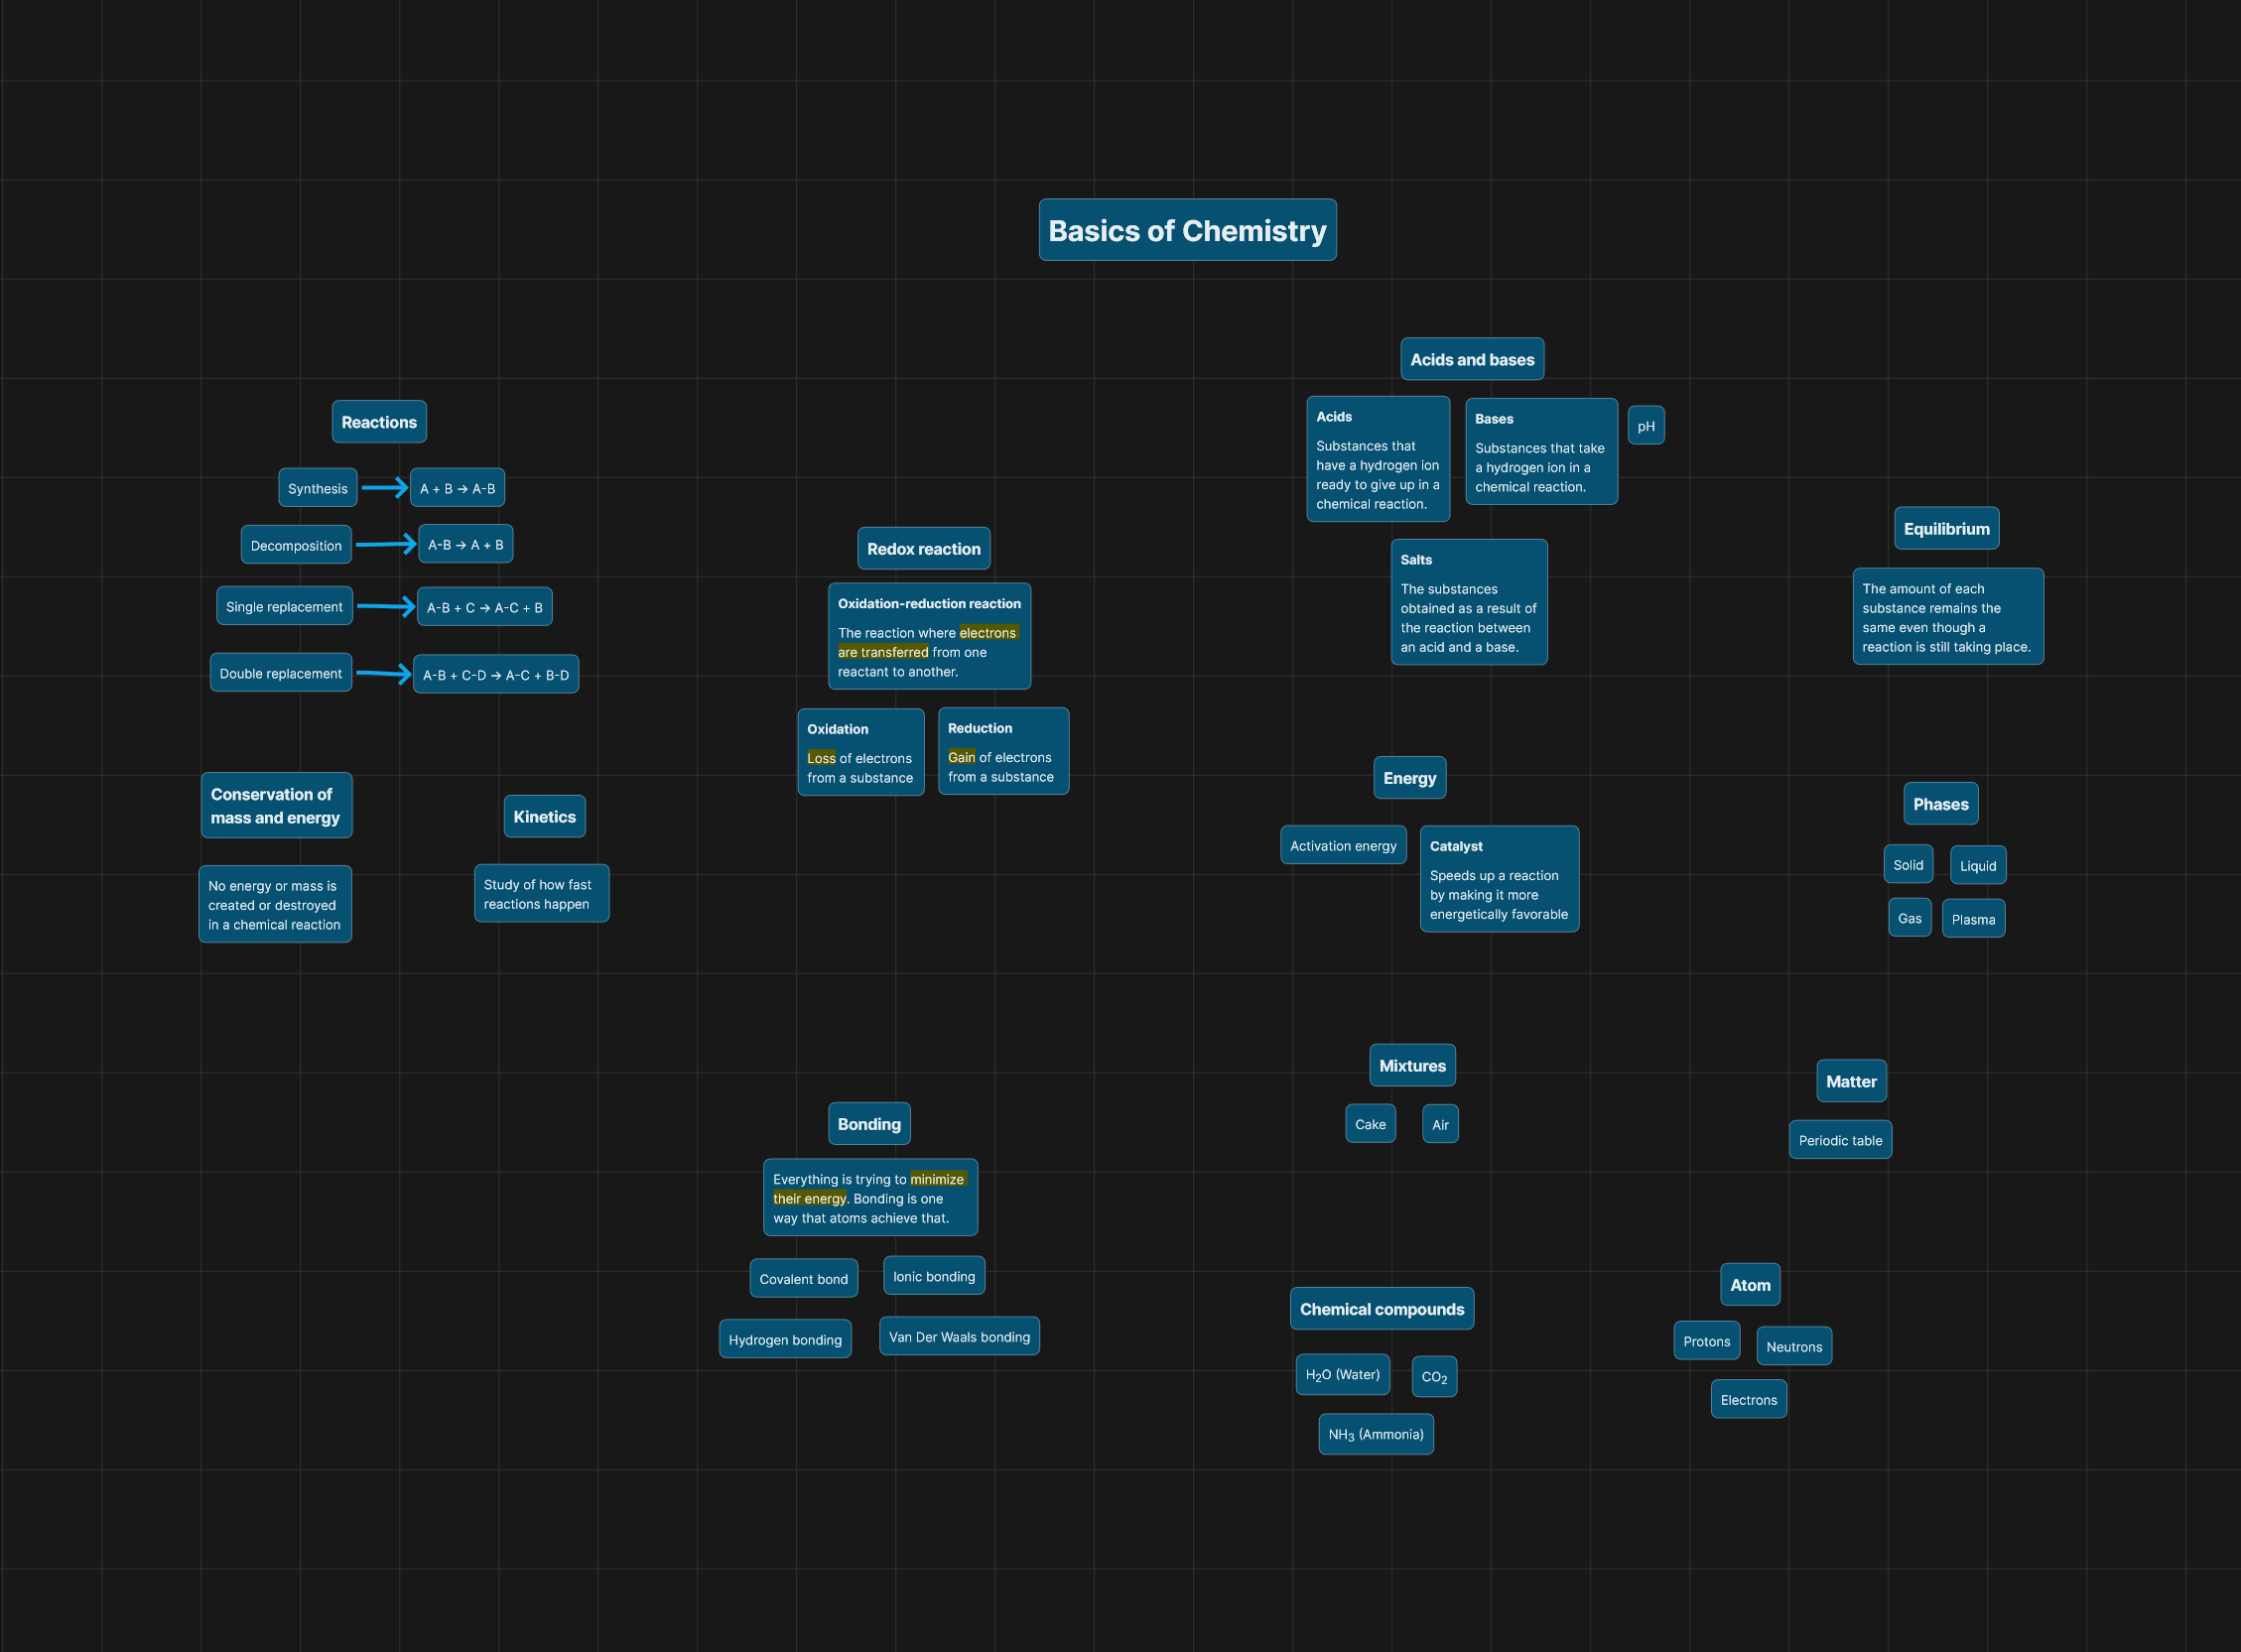 Basics of Chemistry
Reactions
Synthesis
A + B → A-B
Decomposition
A-B → A + B
Single replacement
A-B + C → A-C + B
Double replacement
A-B + C-D → A-C + B-D
Conservation of
mass and energy
No energy or mass is
created or destroyed
in a chemical reaction
Kinetics
Study of how fast
reactions happen
Redox reaction
Oxidation-reduction reaction
The reaction where electrons
are transferred from one
reactant to another.
Oxidation
Loss of electrons
from a substance
Reduction
Gain of electrons
from a substance
Acids and bases
Acids
Substances that
have a hydrogen ion
ready to give up in a
chemical reaction.
Bases
Substances that take
a hydrogen ion in a
chemical reaction.
pH
Salts
The substances
obtained as a result of
the reaction between
an acid and a base.
Equilibrium
The amount of each
substance remains the
same even though a
reaction is still taking place.
Energy
Activation energy
Catalyst
Speeds up a reaction
by making it more
energetically favorable
Phases
Solid
Liquid
Gas
Plasma
Bonding
Everything is trying to minimize
their energy. Bonding is one
way that atoms achieve that.
Covalent bond
Ionic bonding
Hydrogen bonding
Van Der Waals bonding
Mixtures
Cake
Air
Matter
Periodic table
Chemical compounds
H₂O (Water)
CO₂
NH₃ (Ammonia)
Atom
Protons
Neutrons
Electrons